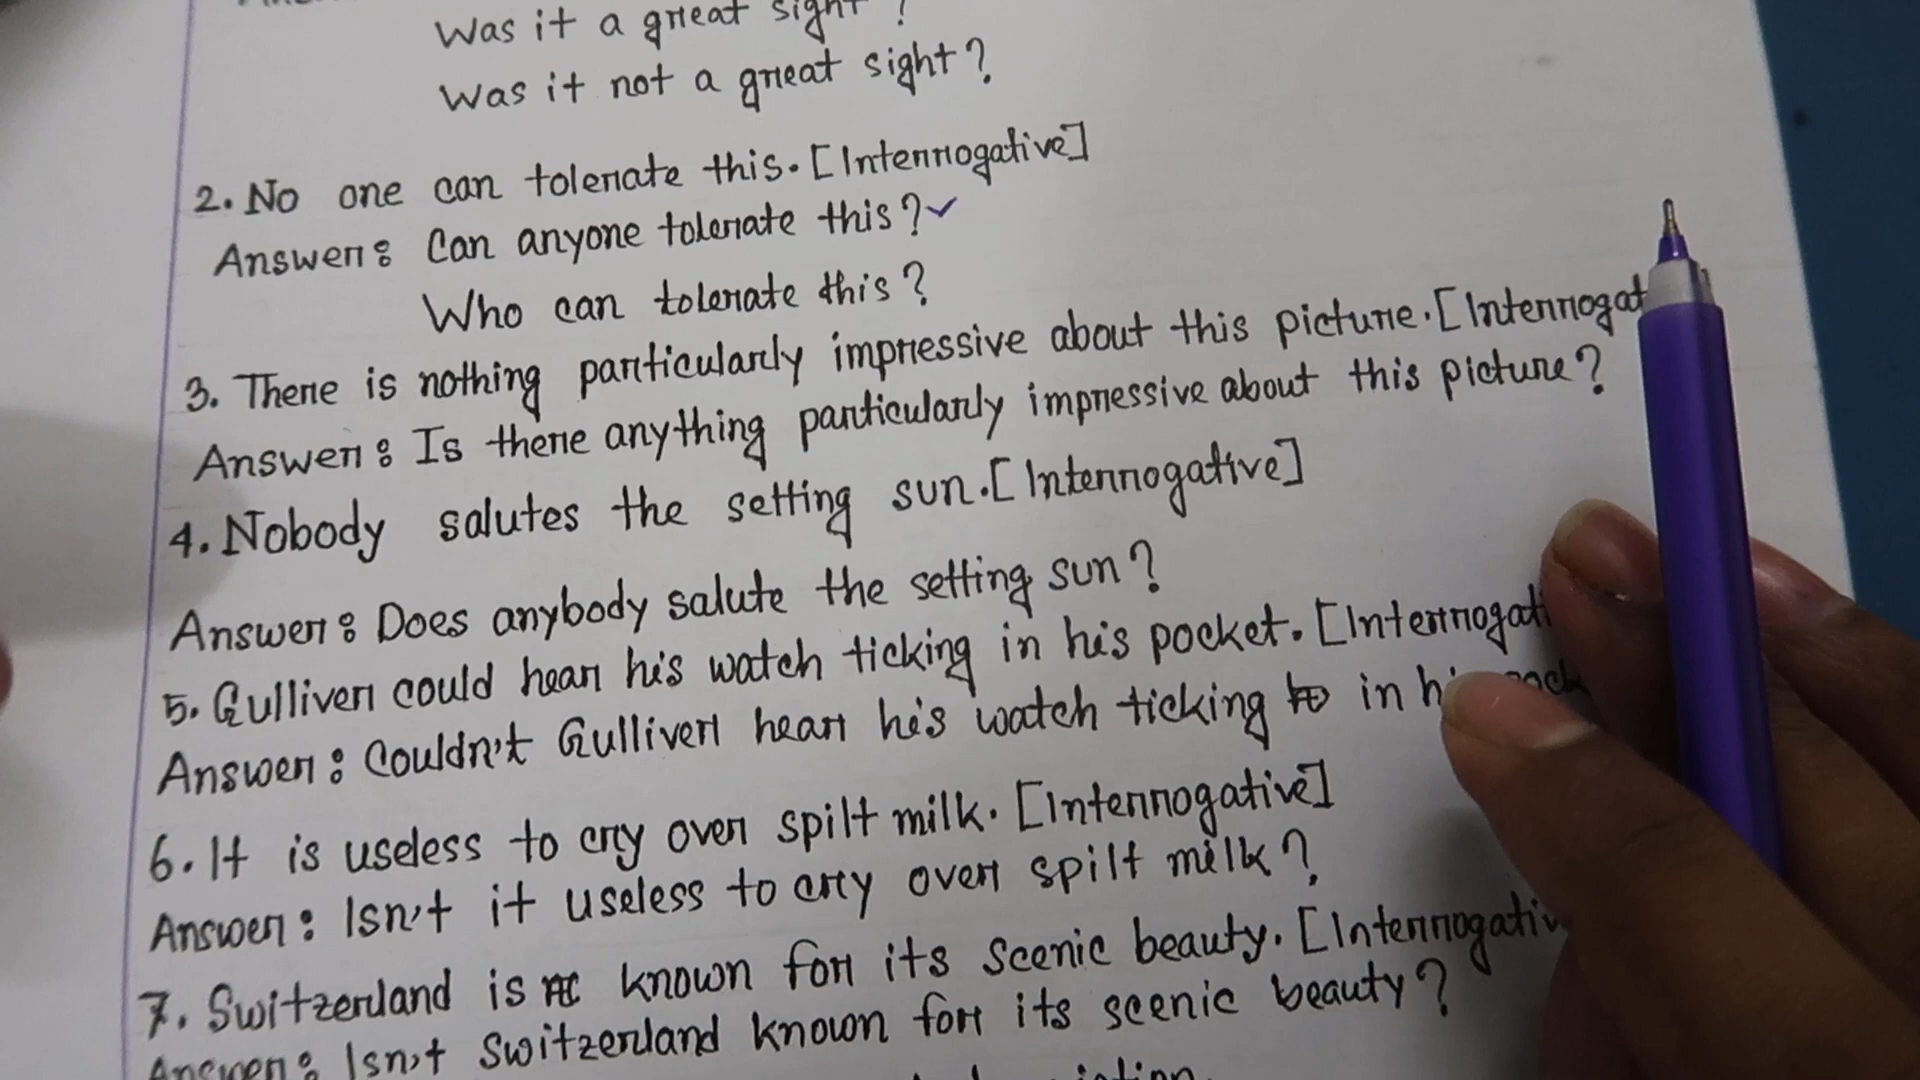 Was it a great sight?
Was it not a great sight?
2. No one can tolerate this. [Interrogative]
Answer: Can anyone tolerate this? ✓
Who can tolerate this?
3. There is nothing particularly impressive about this picture. [Interrogat
Answer: Is there anything particularly impressive about this picture?
4. Nobody salutes the setting sun. [Interrogative]
Answer: Does anybody salute the setting sun?
5. Gulliver could hear his watch ticking in his pocket. [Interrogati
Answer: Couldn't Gulliver hear his watch ticking in his pock
6. It is useless to cry over spilt milk. [Interrogative]
Answer: Isn't it useless to cry over spilt milk?
7. Switzerland is known for its scenic beauty. [Interrogativ
Answer: Isn't Switzerland known for its scenic beauty?